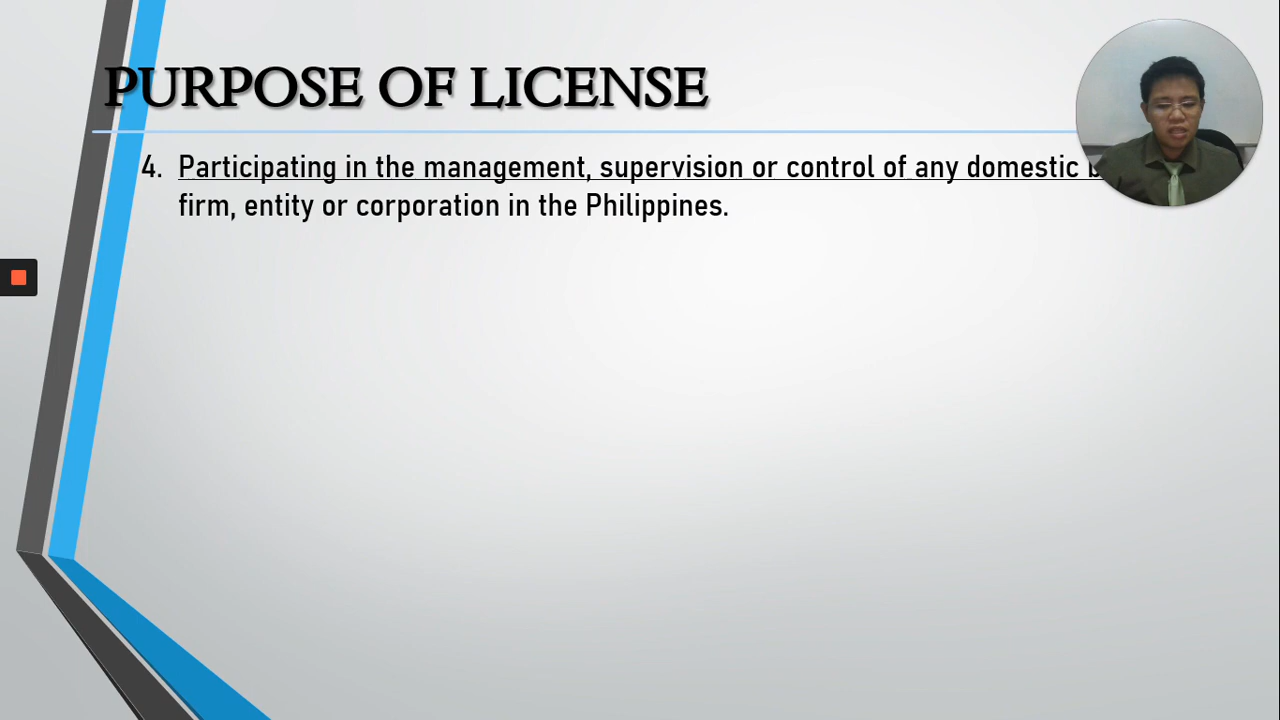 PURPOSE OF LICENSE
4. Participating in the management, supervision or control of any domestic
firm, entity or corporation in the Philippines.